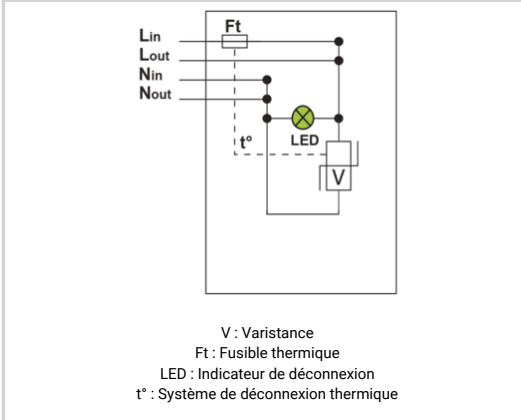 Ft
Lin
Lout
Nin
Nout
t°
LED
V
V : Varistance
Ft : Fusible thermique
LED : Indicateur de déconnexion
t° : Système de déconnexion thermique